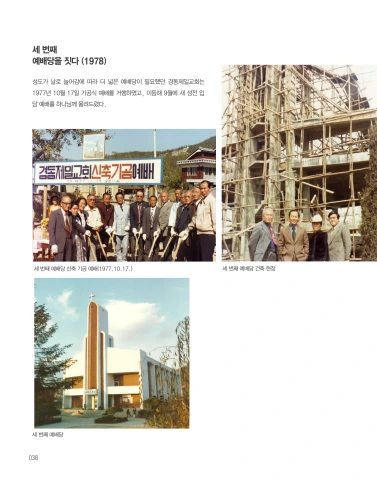 세 번째
예배당을 짓다 (1978)
성도가 날로 늘어감에 따라 더 넓은 예배당이 필요했던 경동제일교회는
1977년 10월 17일 기공식 예배를 거행하였고, 이듬해 9월에 새 성전 입
당 예배를 하나님께 올려드렸다.
경동제일교회신축기공예배
세 번째 예배당 신축 기공 예배(1977. 10. 17.)
세 번째 예배당 건축 현장
세 번째 예배당
038